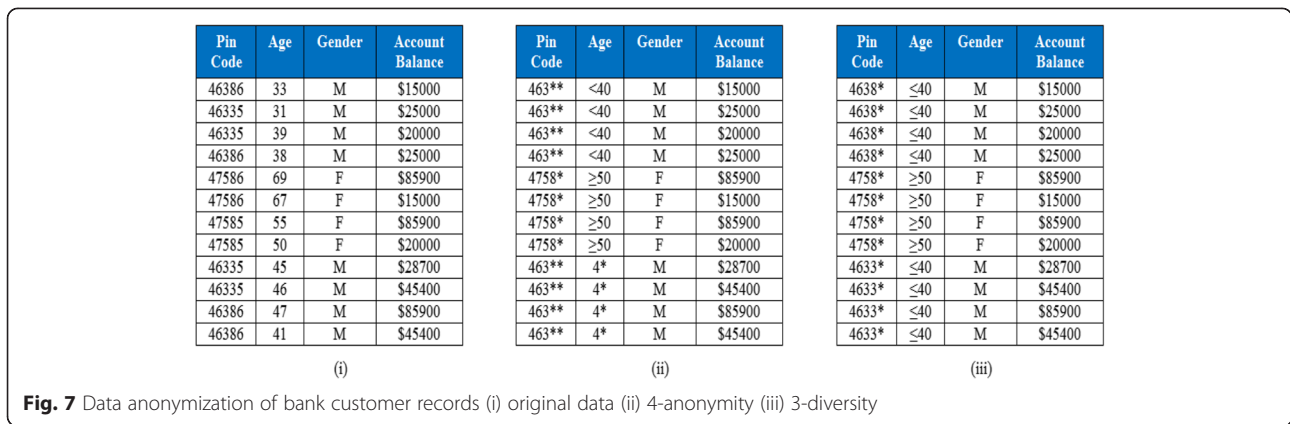 Pin Code Age Gender Account Balance
46386 33 M $15000
46335 31 M $25000
46335 39 M $20000
46386 38 M $25000
47586 69 F $85900
47586 67 F $15000
47585 55 F $85900
47585 50 F $20000
46335 45 M $28700
46335 46 M $45400
46386 47 M $85900
46386 41 M $45400
(i)
Pin Code Age Gender Account Balance
463** <40 M $15000
463** <40 M $25000
463** <40 M $20000
463** <40 M $25000
4758* ≥50 F $85900
4758* ≥50 F $15000
4758* ≥50 F $85900
4758* ≥50 F $20000
463** 4* M $28700
463** 4* M $45400
463** 4* M $85900
463** 4* M $45400
(ii)
Pin Code Age Gender Account Balance
4638* ≤40 M $15000
4638* ≤40 M $25000
4638* ≤40 M $20000
4638* ≤40 M $25000
4758* ≥50 F $85900
4758* ≥50 F $15000
4758* ≥50 F $85900
4758* ≥50 F $20000
4633* ≤40 M $28700
4633* ≤40 M $45400
4633* ≤40 M $85900
4633* ≤40 M $45400
(iii)
Fig. 7 Data anonymization of bank customer records (i) original data (ii) 4-anonymity (iii) 3-diversity